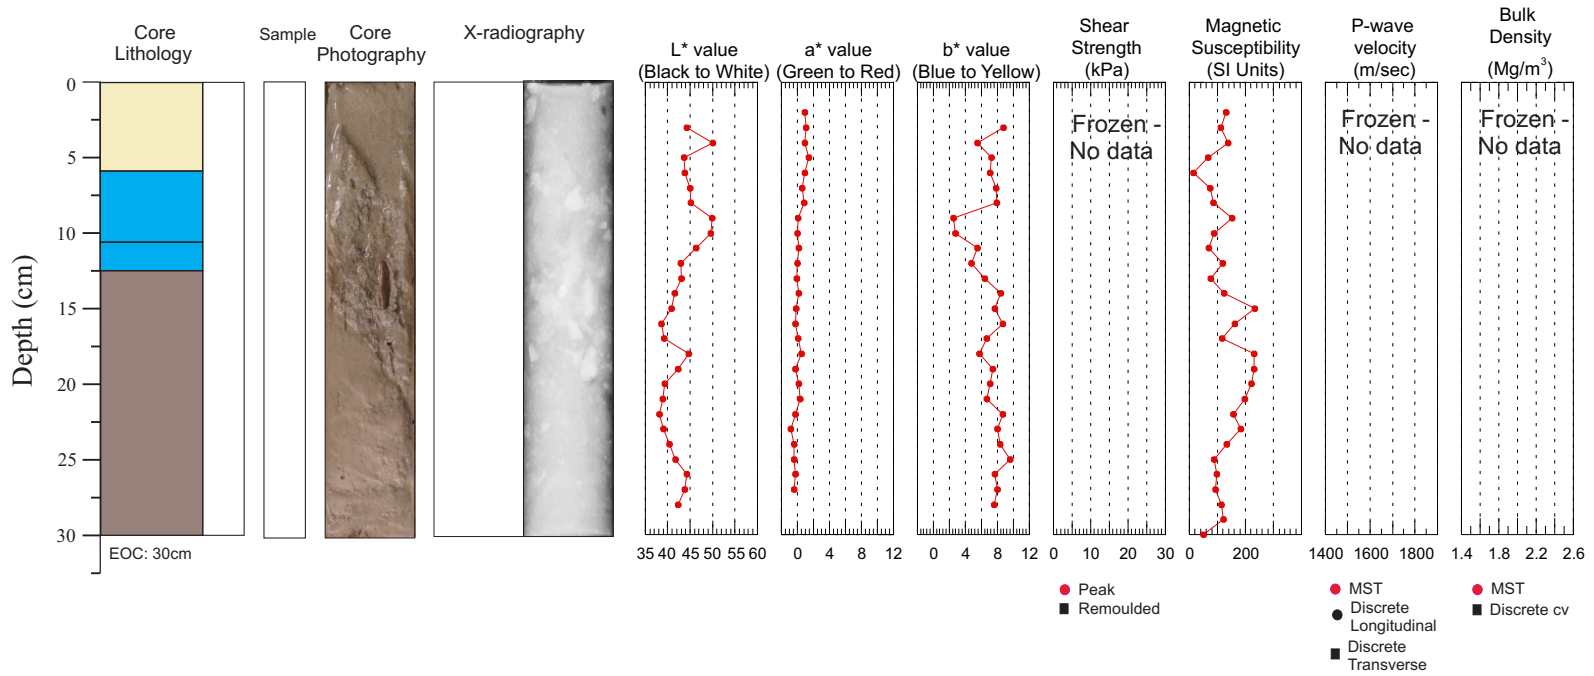 Core
Lithology
Sample
Core
Photography
X-radiography
L* value
(Black to White)
a* value
(Green to Red)
b* value
(Blue to Yellow)
Shear
Strength
(kPa)
Magnetic
Susceptibility
(SI Units)
P-wave
velocity
(m/sec)
Bulk
Density
(Mg/m³)
Depth (cm)
0
5
10
15
20
25
30
EOC: 30cm
Frozen -
No data
Frozen -
No data
Frozen -
No data
35 40 45 50 55 60
0 4 8 12
0 4 8 12
0 10 20 30
0 200
1400 1600 1800
1.4 1.8 2.2 2.6
Peak
Remoulded
MST
Discrete
Longitudinal
Discrete
Transverse
MST
Discrete cv